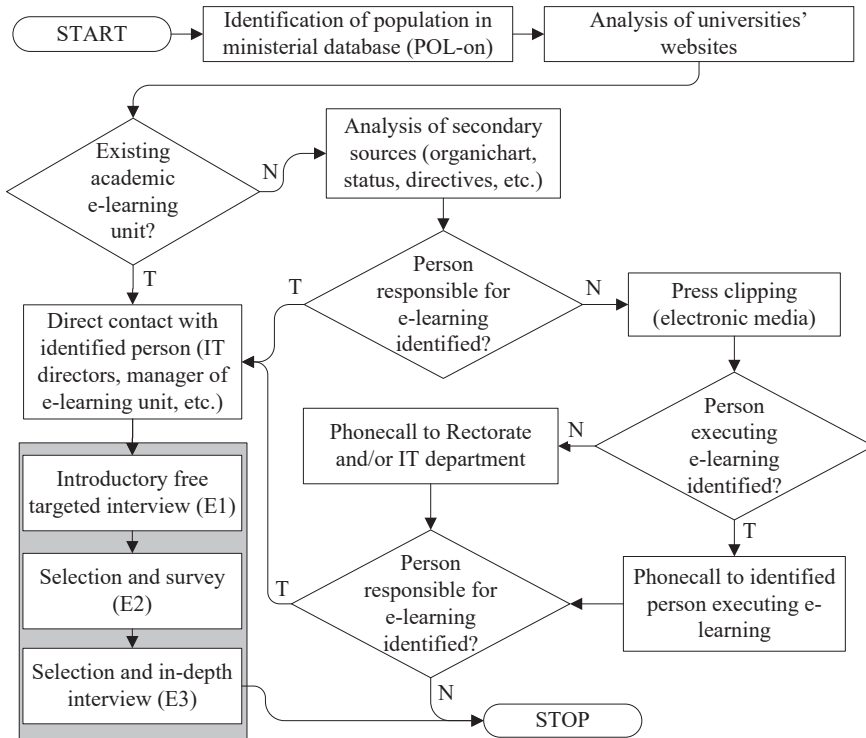 START
Identification of population in
ministerial database (POL-on)
Analysis of universities’
websites
Existing
academic
e-learning
unit?
N
T
Analysis of secondary
sources (organichart,
status, directives, etc.)
Person
responsible for
e-learning
identified?
T
N
Press clipping
(electronic media)
Direct contact with
identified person (IT
directors, manager of
e-learning unit, etc.)
Person
executing
e-learning
identified?
N
T
Phonecall to Rectorate
and/or IT department
Introductory free
targeted interview (E1)
Selection and survey
(E2)
Selection and in-depth
interview (E3)
Person
responsible for
e-learning
identified?
T
N
Phonecall to identified
person executing e-
learning
STOP